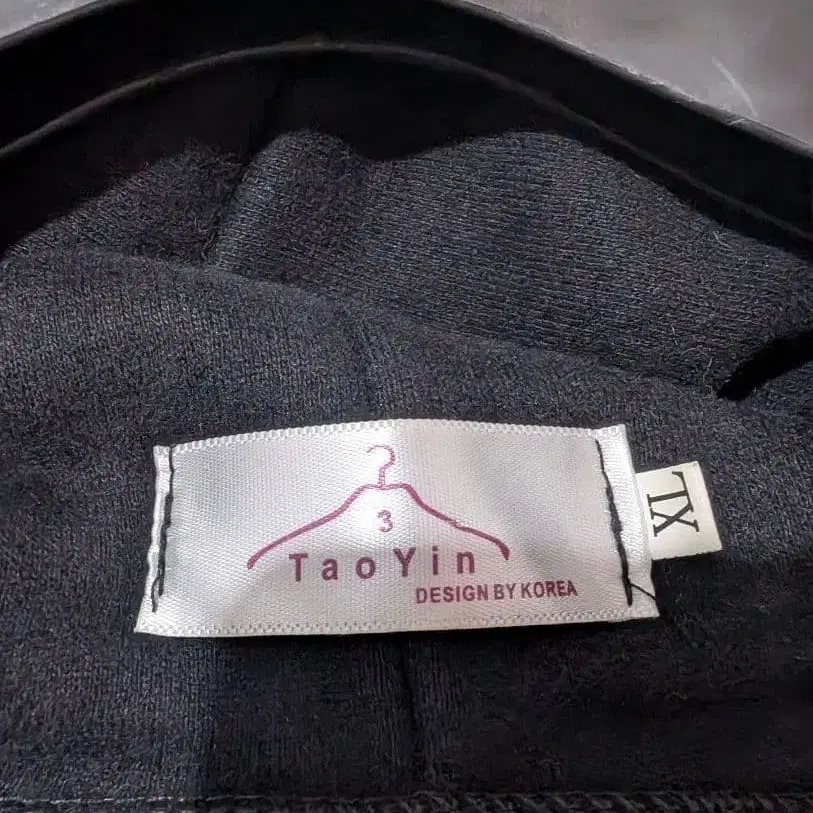 3
TaoYin
DESIGN BY KOREA
XL